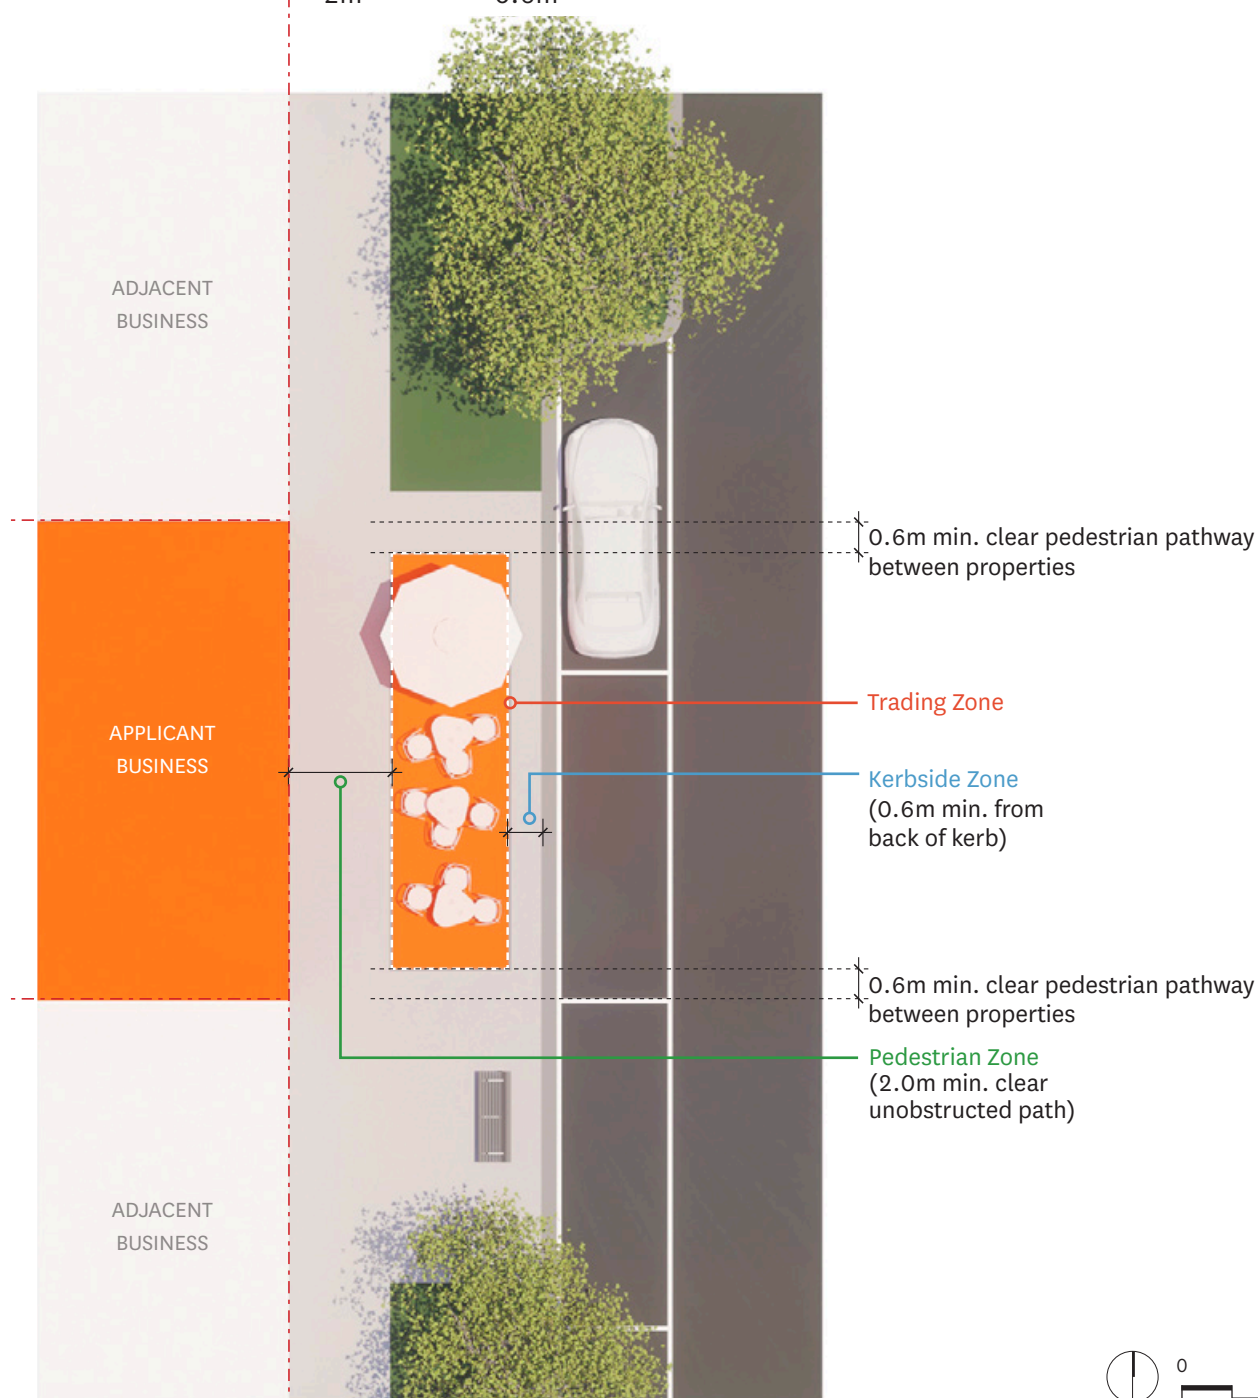 ADJACENT
BUSINESS
0.6m min. clear pedestrian pathway
between properties
Trading Zone
APPLICANT
BUSINESS
Kerbside Zone
(0.6m min. from
back of kerb)
0.6m min. clear pedestrian pathway
between properties
Pedestrian Zone
(2.0m min. clear
unobstructed path)
ADJACENT
BUSINESS
0